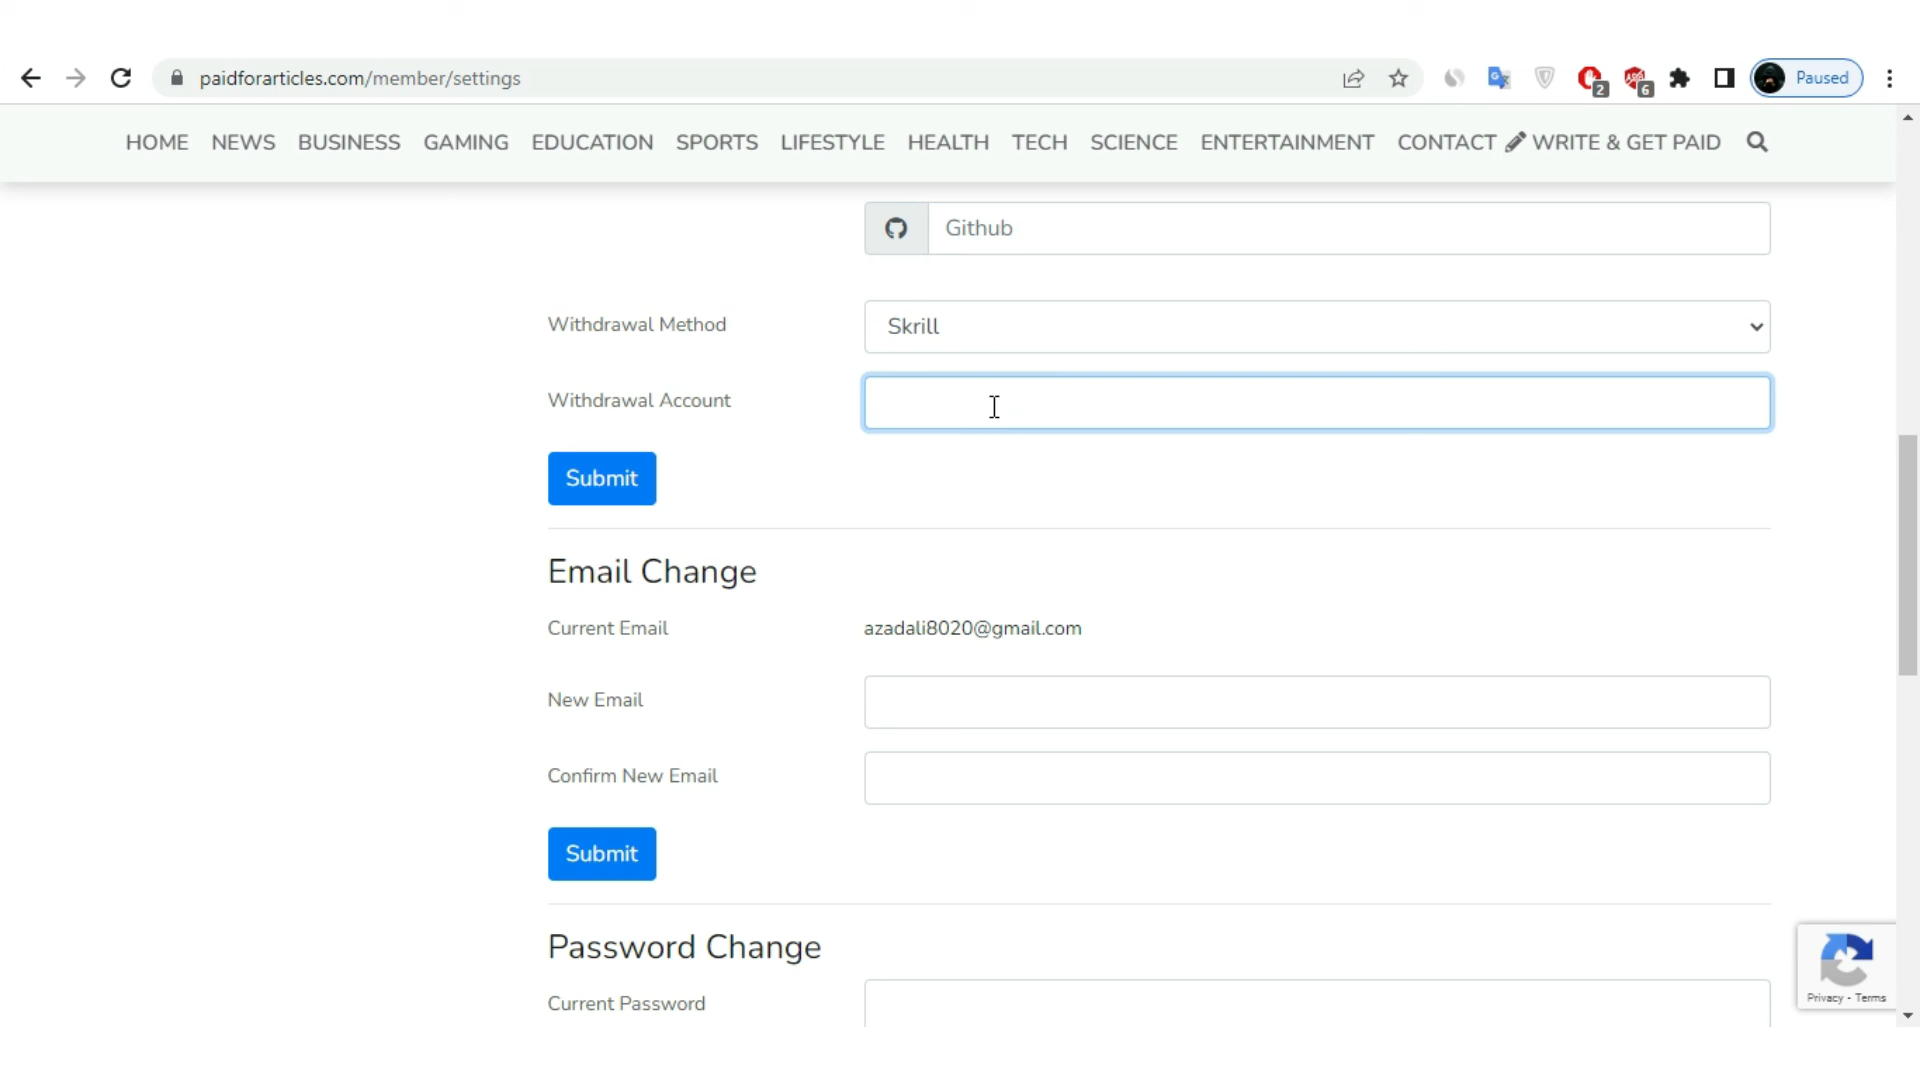 paidforarticles.com/member/settings
2
6
Paused
HOME NEWS BUSINESS GAMING EDUCATION SPORTS LIFESTYLE HEALTH TECH SCIENCE ENTERTAINMENT CONTACT WRITE & GET PAID
Github
Withdrawal Method
Skrill
Withdrawal Account
Submit
Email Change
Current Email
azadali8020@gmail.com
New Email
Confirm New Email
Submit
Password Change
Current Password
Privacy - Terms